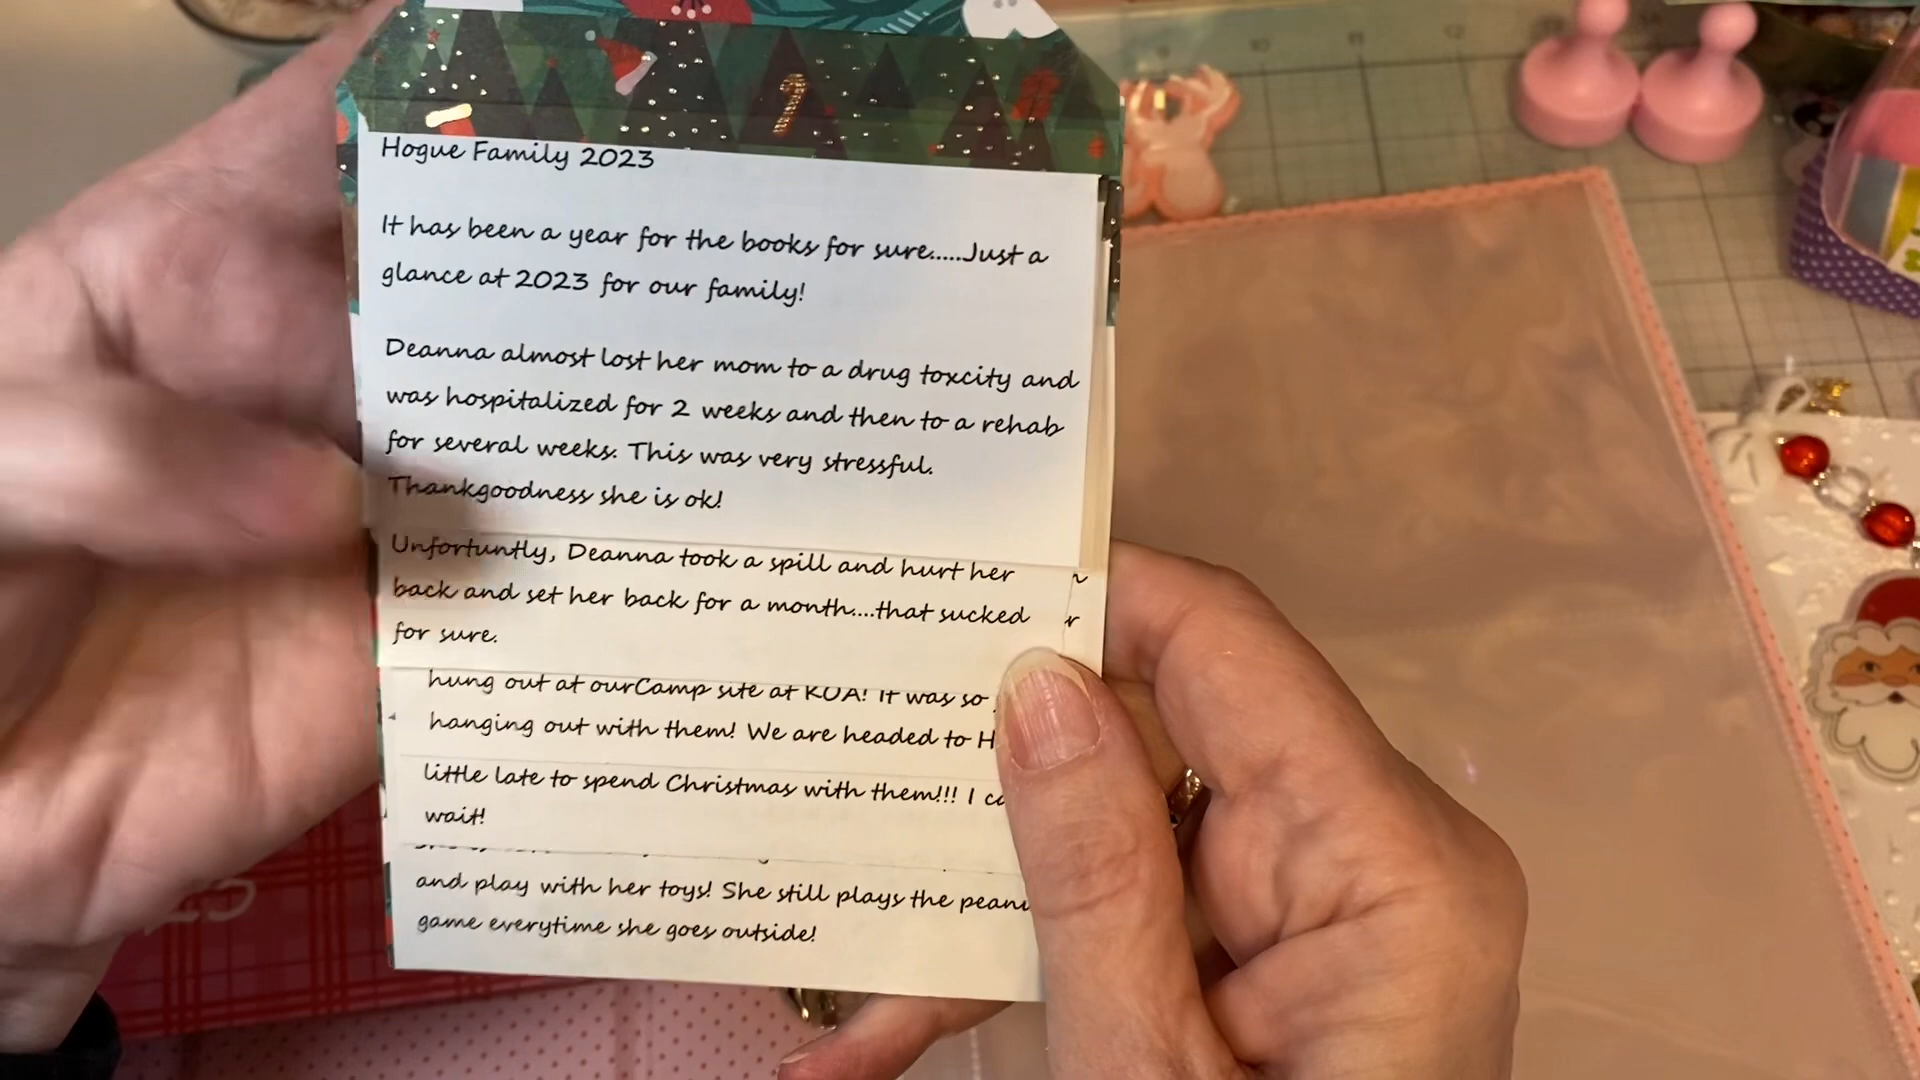 Hogue Family 2023
It has been a year for the books for sure.....Just a
glance at 2023 for our family!
Deanna almost lost her mom to a drug toxcity and
was hospitalized for 2 weeks and then to a rehab
for several weeks. This was very stressful.
Thankgoodness she is ok!
Unfortuntly, Deanna took a spill and hurt her
back and set her back for a month....that sucked
for sure.
hung out at ourCamp site at KOA! It was so
hanging out with them! We are headed to
little late to spend Christmas with them!!! I
wait!
and play with her toys! She still plays the
game everytime she goes outside!